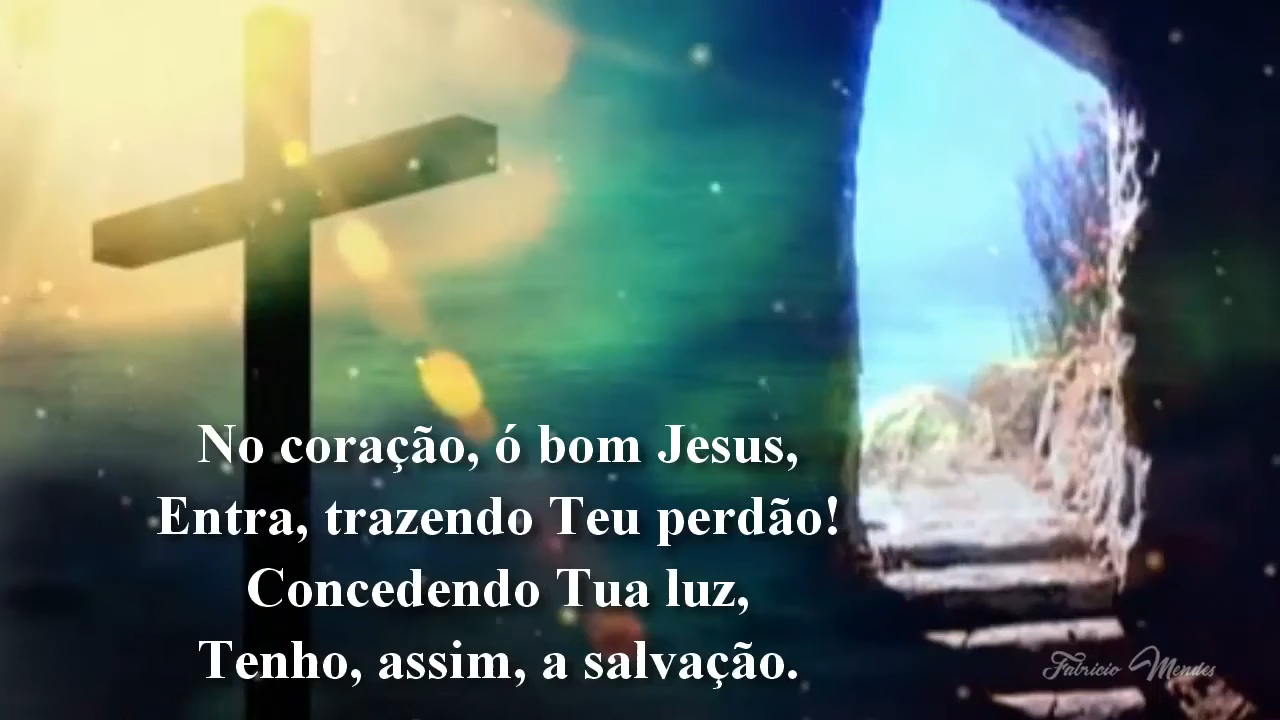 No coração, ó bom Jesus,
Entra, trazendo Teu perdão!
Concedendo Tua luz,
Tenho, assim, a salvação.
Fabricio Mendes